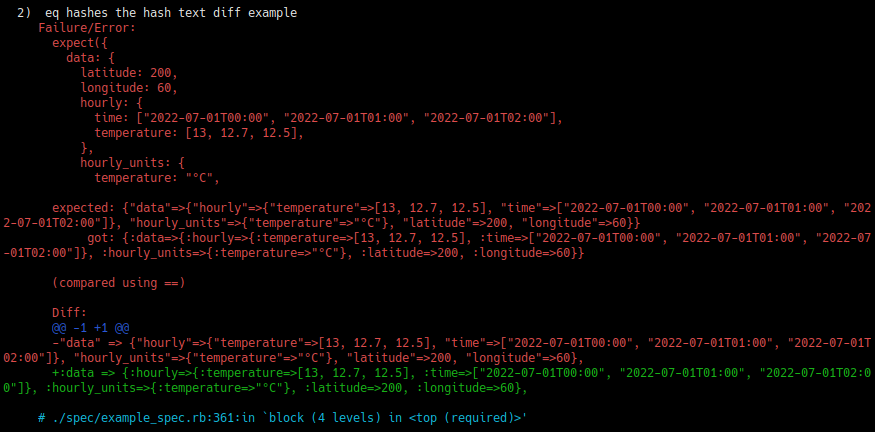 2)  eq hashes the hash text diff example
Failure/Error:
expect({
data: {
latitude: 200,
longitude: 60,
hourly: {
time: ["2022-07-01T00:00", "2022-07-01T01:00", "2022-07-01T02:00"],
temperature: [13, 12.7, 12.5],
},
hourly_units: {
temperature: "°C",
expected: {"data"=>{"hourly"=>{"temperature"=>[13, 12.7, 12.5], "time"=>["2022-07-01T00:00", "2022-07-01T01:00", "202
2-07-01T02:00"]}, "hourly_units"=>{"temperature"=>"°C"}, "latitude"=>200, "longitude"=>60}}
got: {:data=>{:hourly=>{:temperature=>[13, 12.7, 12.5], :time=>["2022-07-01T00:00", "2022-07-01T01:00", "2022-07
-01T02:00"]}, :hourly_units=>{:temperature=>"°C"}, :latitude=>200, :longitude=>60}}
(compared using ==)
Diff:
@@ -1 +1 @@
-"data" => {"hourly"=>{"temperature"=>[13, 12.7, 12.5], "time"=>["2022-07-01T00:00", "2022-07-01T01:00", "2022-07-01T
02:00"]}, "hourly_units"=>{"temperature"=>"°C"}, "latitude"=>200, "longitude"=>60},
+:data => {:hourly=>{:temperature=>[13, 12.7, 12.5], :time=>["2022-07-01T00:00", "2022-07-01T01:00", "2022-07-01T02:0
0"]}, :hourly_units=>{:temperature=>"°C"}, :latitude=>200, :longitude=>60},
# ./spec/example_spec.rb:361:in `block (4 levels) in <top (required)>'